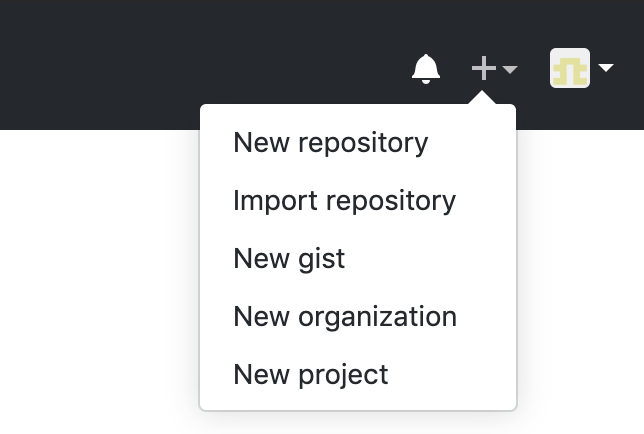 New repository
Import repository
New gist
New organization
New project